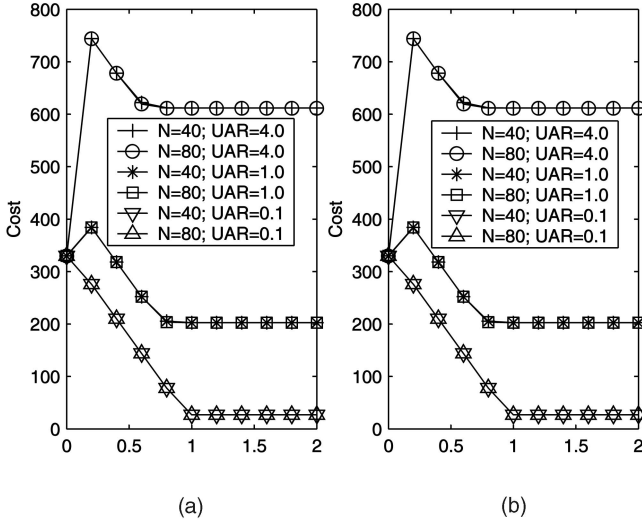 800
700
600
500
400
300
200
100
0
Cost
N=40; UAR=4.0
N=80; UAR=4.0
N=40; UAR=1.0
N=80; UAR=1.0
N=40; UAR=0.1
N=80; UAR=0.1
0 0.5 1 1.5 2
(a)
800
700
600
500
400
300
200
100
0
Cost
N=40; UAR=4.0
N=80; UAR=4.0
N=40; UAR=1.0
N=80; UAR=1.0
N=40; UAR=0.1
N=80; UAR=0.1
0 0.5 1 1.5 2
(b)